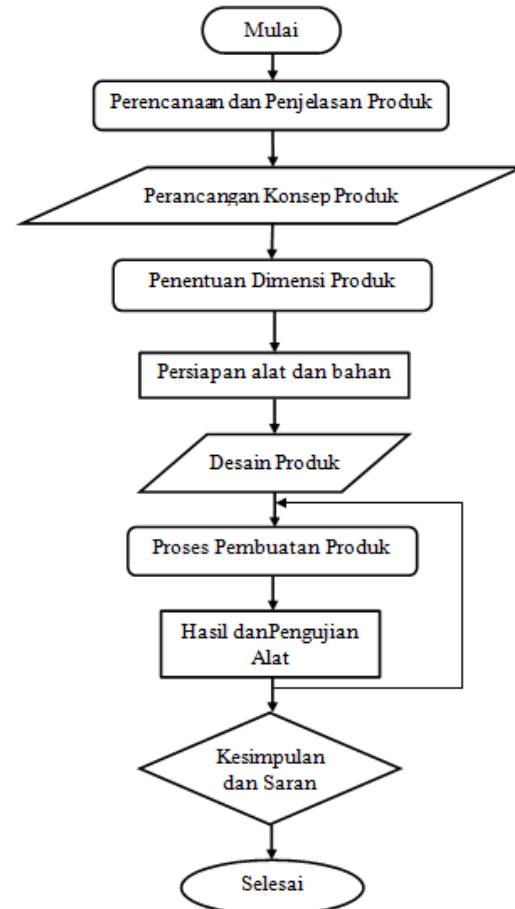 Mulai
Perencanaan dan Penjelasan Produk
Perancangan Konsep Produk
Penentuan Dimensi Produk
Persiapan alat dan bahan
Desain Produk
Proses Pembuatan Produk
Hasil danPengujian
Alat
Kesimpulan
dan Saran
Selesai